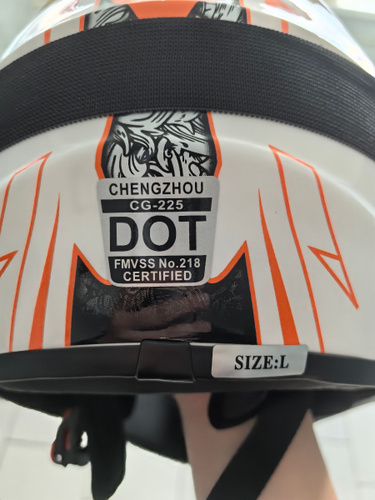 CHENGZHOU
CG-225
DOT
FMVSS No.218
CERTIFIED
SIZE:L